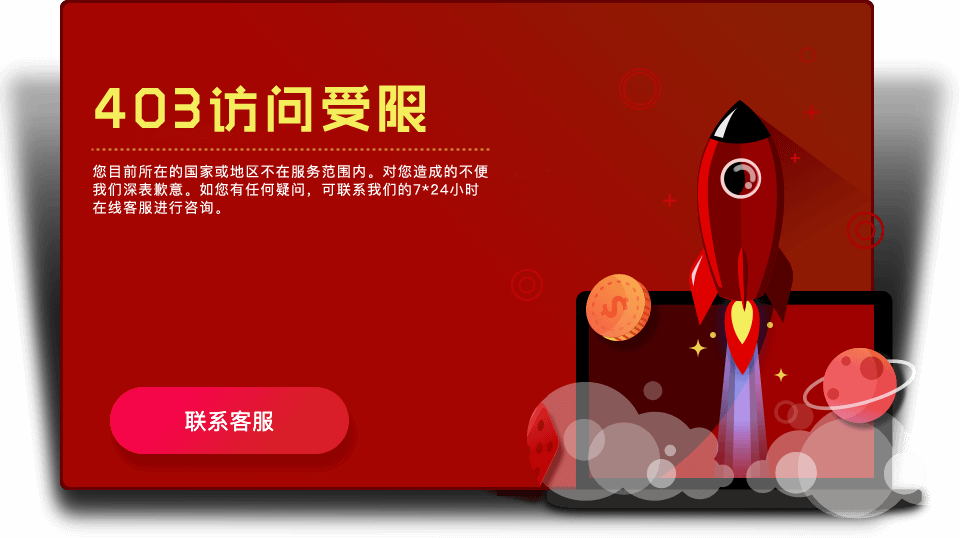 403访问受限
您目前所在的国家或地区不在服务范围内。对您造成的不便
我们深表歉意。如您有任何疑问，可联系我们的7*24小时
在线客服进行咨询。
联系客服